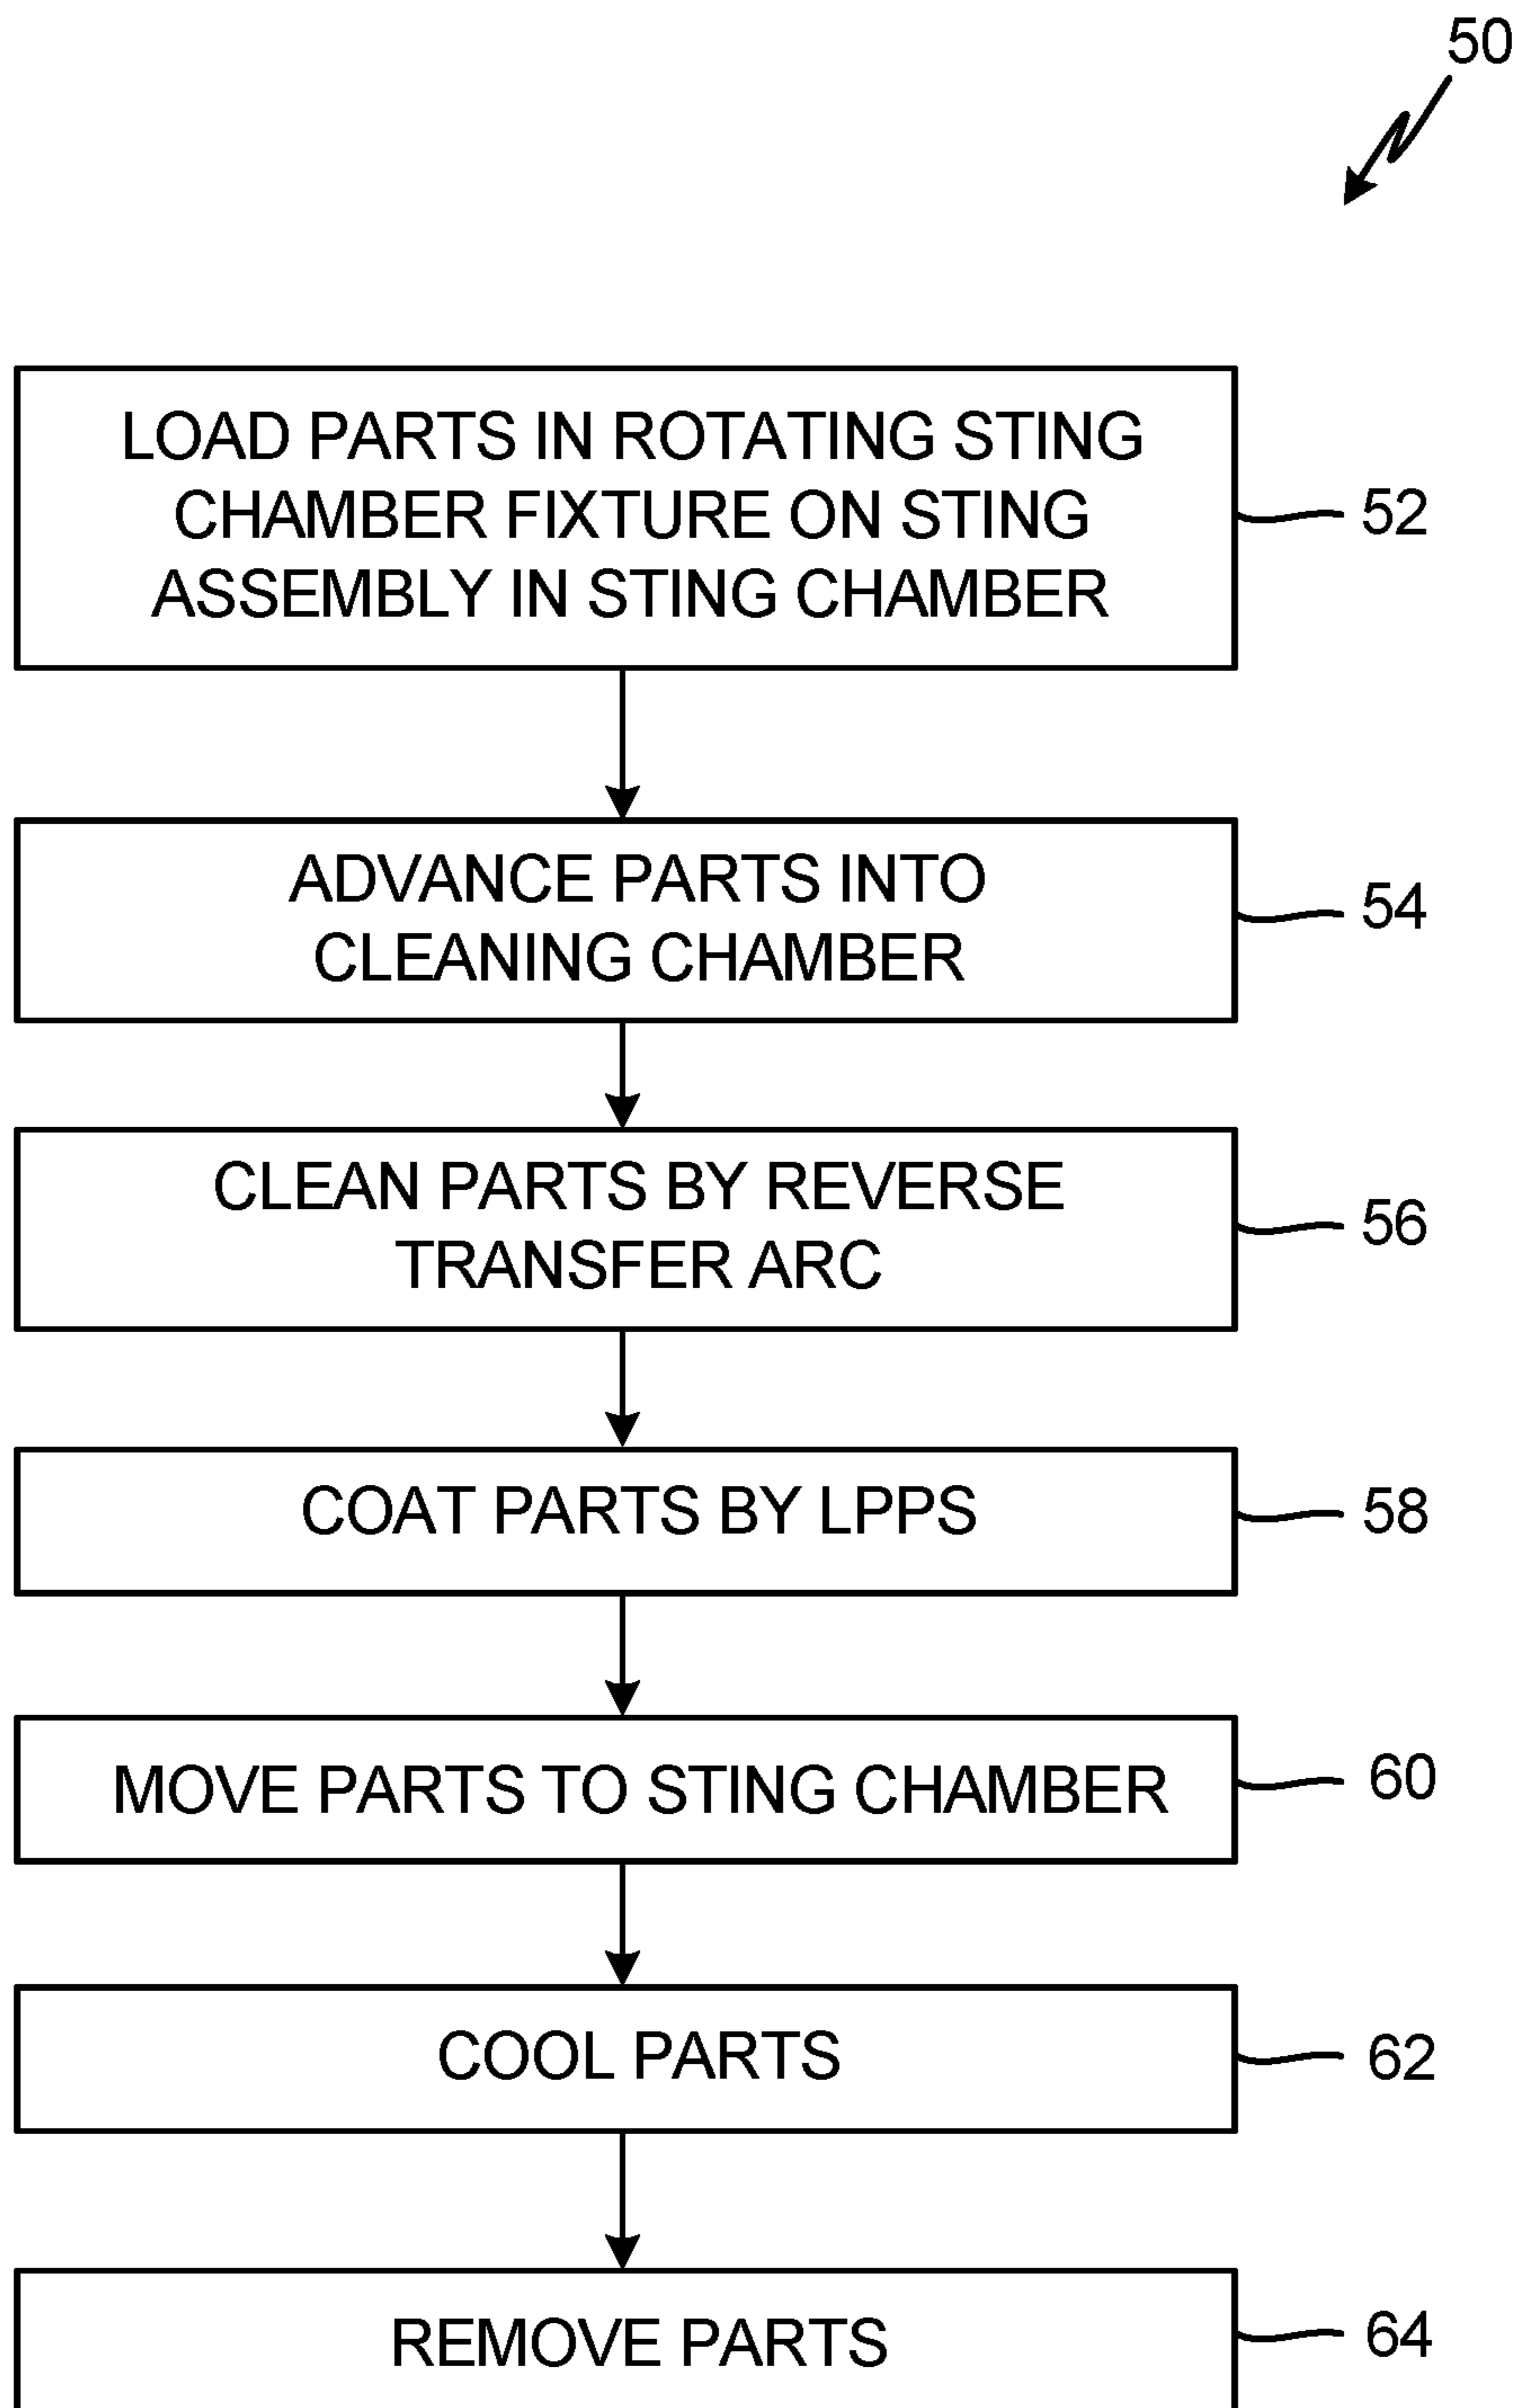 50
LOAD PARTS IN ROTATING STING
CHAMBER FIXTURE ON STING
ASSEMBLY IN STING CHAMBER
52
ADVANCE PARTS INTO
CLEANING CHAMBER
54
CLEAN PARTS BY REVERSE
TRANSFER ARC
56
COAT PARTS BY LPPS
58
MOVE PARTS TO STING CHAMBER
60
COOL PARTS
62
REMOVE PARTS
64